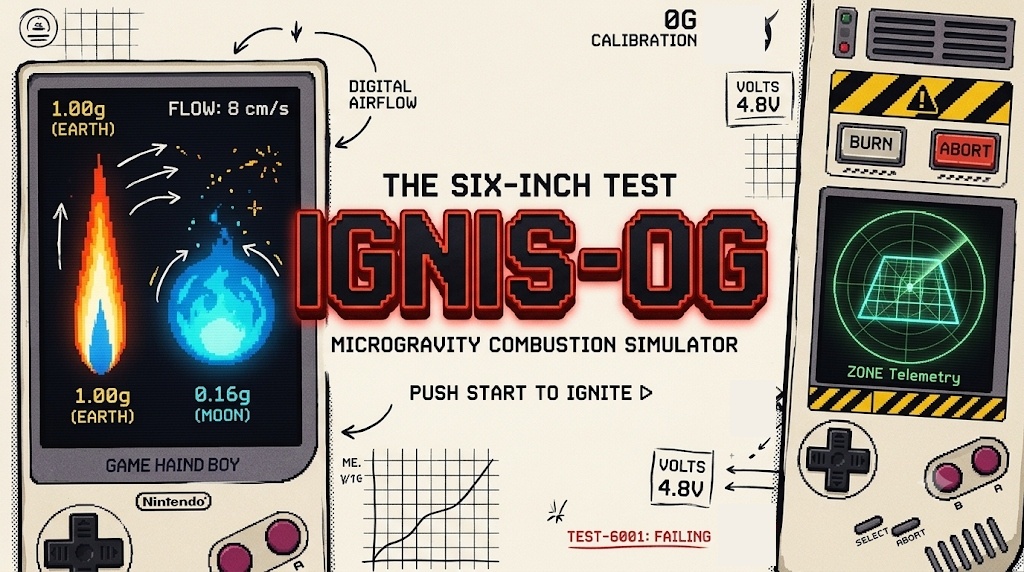 1.00g
(EARTH)
FLOW: 8 cm/s
1.00g
(EARTH)
0.16g
(MOON)
GAME HAIND BOY
Nintendo
A
DIGITAL
AIRFLOW
0G
CALIBRATION
VOLTS
4.8V
THE SIX-INCH TEST
IGNIS-0G
MICROGRAVITY COMBUSTION SIMULATOR
PUSH START TO IGNITE ▷
ME.
V/1G
VOLTS
4.8V
TEST-6001: FAILING
BURN
ABORT
ZONE Telemetry
B
A
SELECT
ABORT